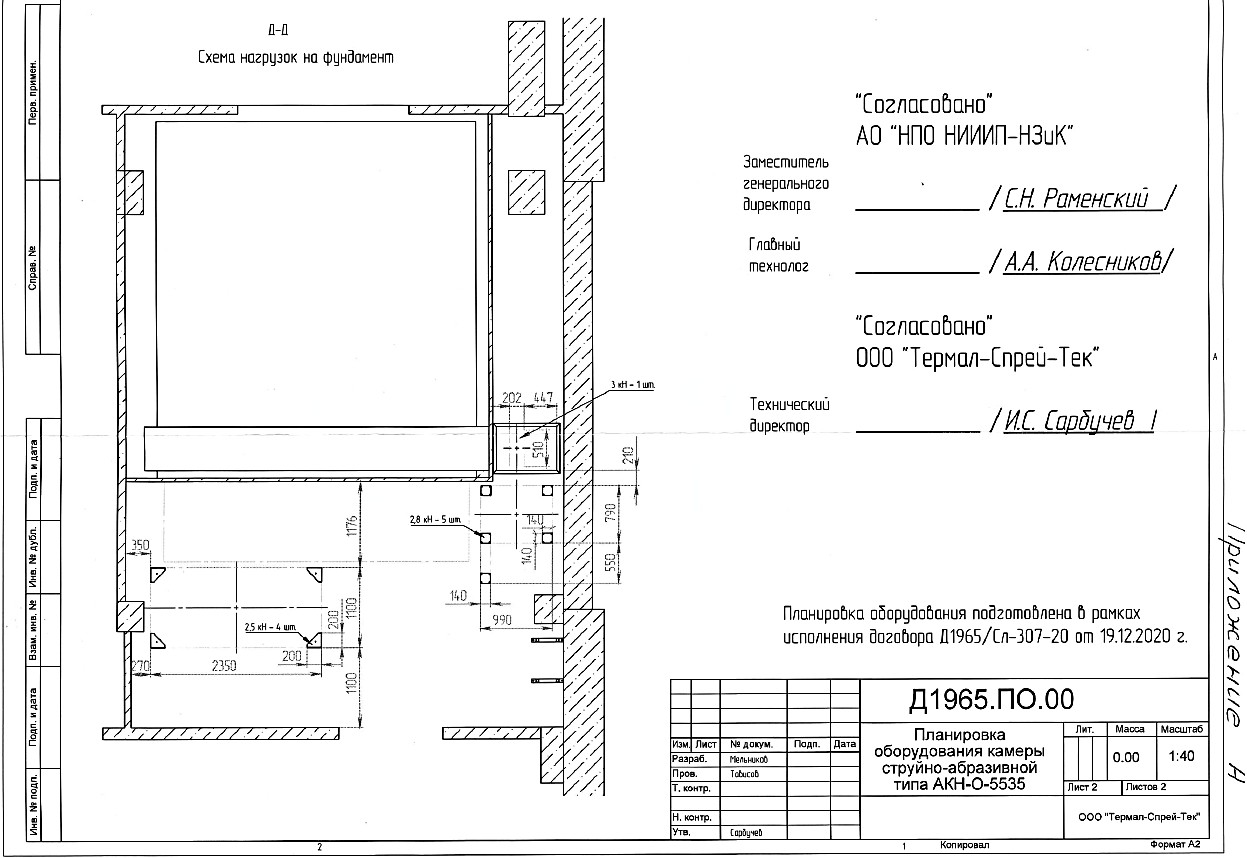 Д-Д
Схема нагрузок на фундамент
"Согласовано"
АО "НПО НИИИП-НЗиК"
Заместитель
генерального
директора
/ С.Н. Раменский /
Главный
технолог
/ А.А. Колесников/
"Согласовано"
ООО "Термал-Спрей-Тек"
Технический
директор
/ И.С. Сарбучев /
3 кН - 1 шт.
202
447
510
210
2,8 кН - 5 шт.
140
140
790
550
140
990
1176
350
1100
200
2,5 кН - 4 шт.
200
270
2350
1100
Планировка оборудования подготовлена в рамках
исполнения договора Д1965/Сл-307-20 от 19.12.2020 г.
Приложение
Перв. примен.
Справ. №
Подп. и дата
Инв. № дубл.
Взам. инв. №
Подп. и дата
Инв. № подл.
Д1965.ПО.00
Изм. Лист № докум. Подп. Дата
Разраб. Мельников
Пров.
Т. контр.
Н. контр.
Утв. Сарбучев
Планировка
оборудования камеры
струйно-абразивной
типа АКН-О-5535
Лит. Масса Масштаб
0.00 1:40
Лист 2 Листов 2
ООО "Термал-Спрей-Тек"
2
1
Копировал
Формат А2
А